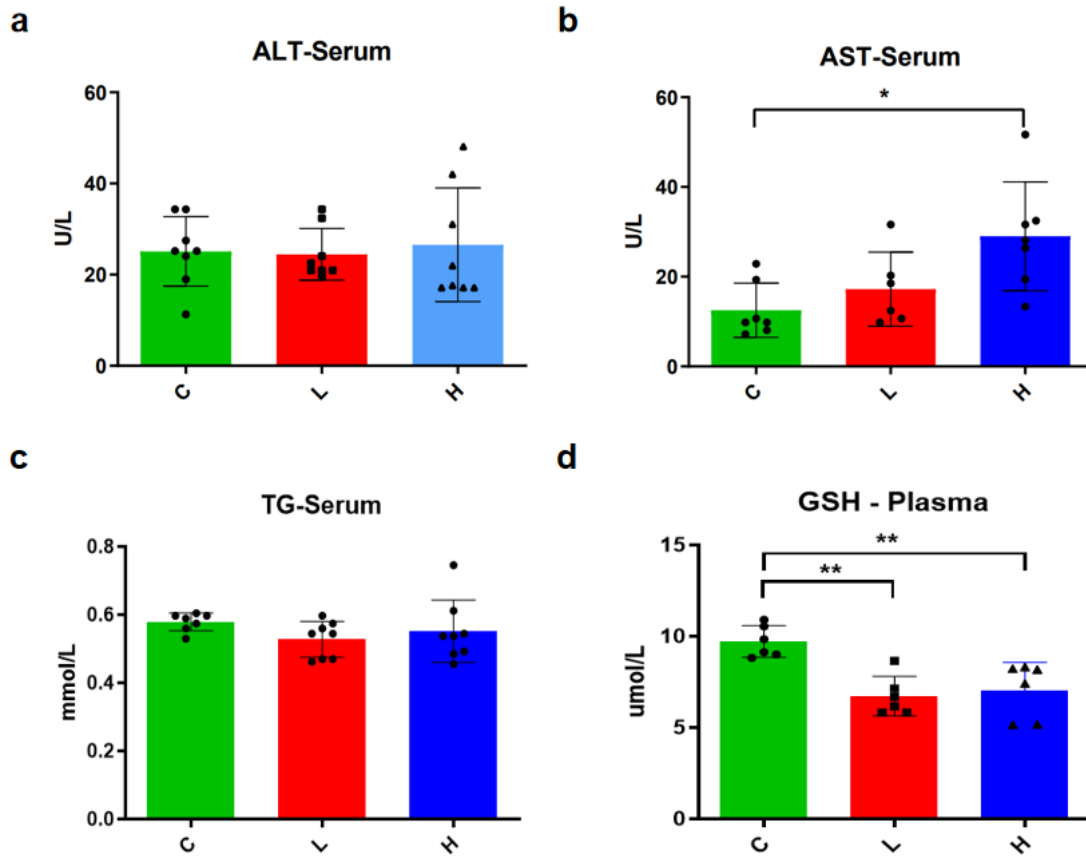 a
ALT-Serum
60
40
20
0
U/L
C
L
H
b
AST-Serum
*
60
40
20
0
U/L
C
L
H
c
TG-Serum
0.8
0.6
0.4
0.2
0.0
mmol/L
C
L
H
d
GSH - Plasma
**
**
15
10
5
0
umol/L
C
L
H